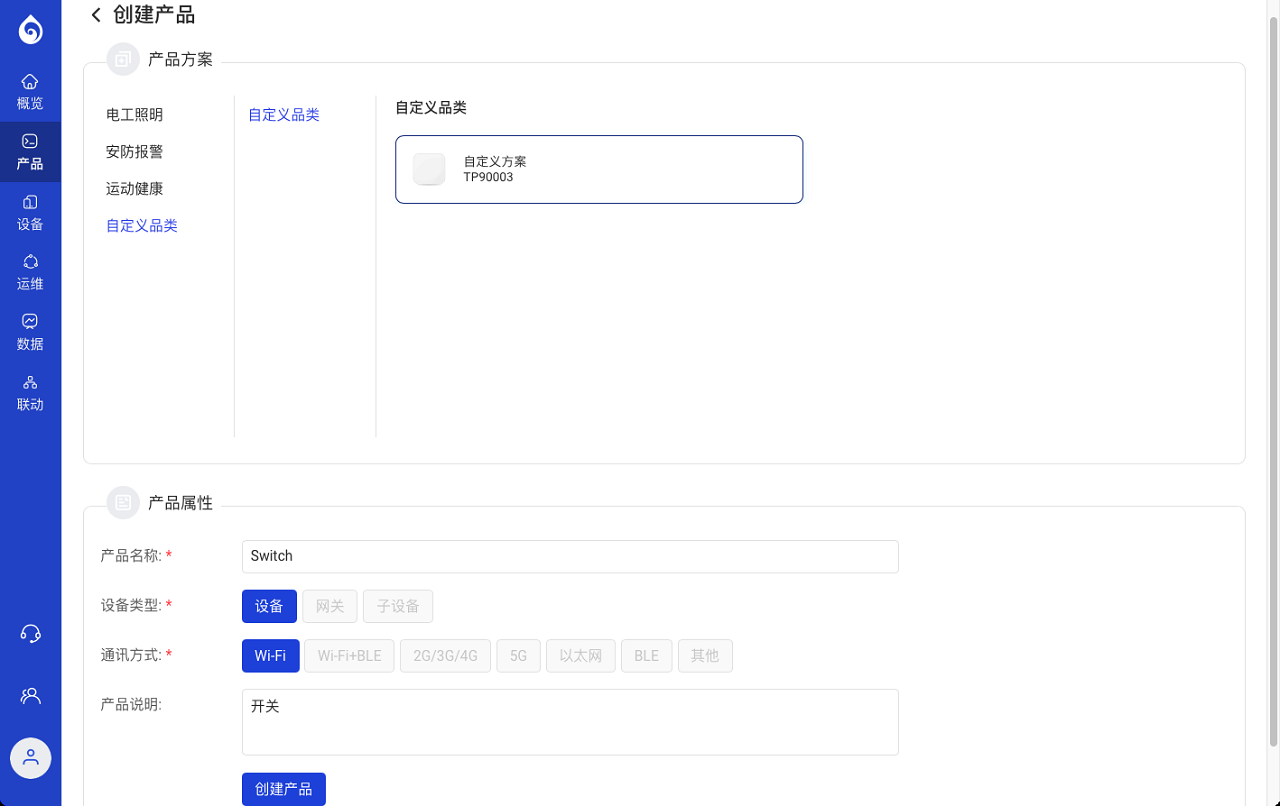 创建产品
产品方案
电工照明
安防报警
运动健康
自定义品类
自定义品类
自定义品类
自定义方案
TP90003
概览
产品
设备
运维
数据
联动
产品属性
产品名称: *
Switch
设备类型: *
设备 网关 子设备
通讯方式: *
Wi-Fi Wi-Fi+BLE 2G/3G/4G 5G 以太网 BLE 其他
产品说明:
开关
创建产品